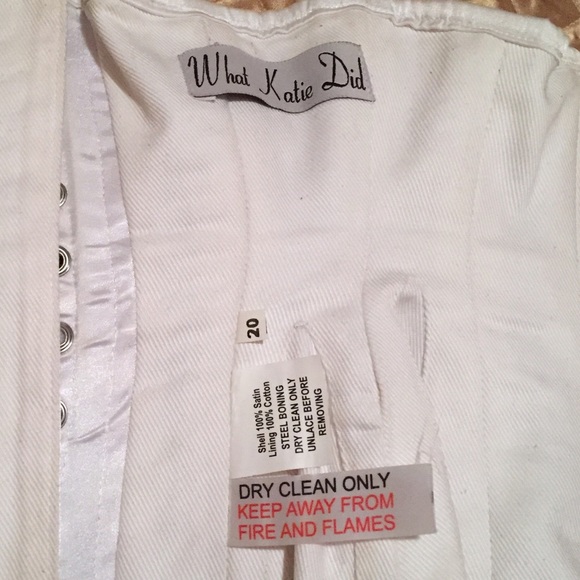 What Katie Did
20
Shell 100% Satin
Lining 100% Cotton
STEEL BONING
DRY CLEAN ONLY
UNLACE BEFORE
REMOVING
DRY CLEAN ONLY
KEEP AWAY FROM
FIRE AND FLAMES